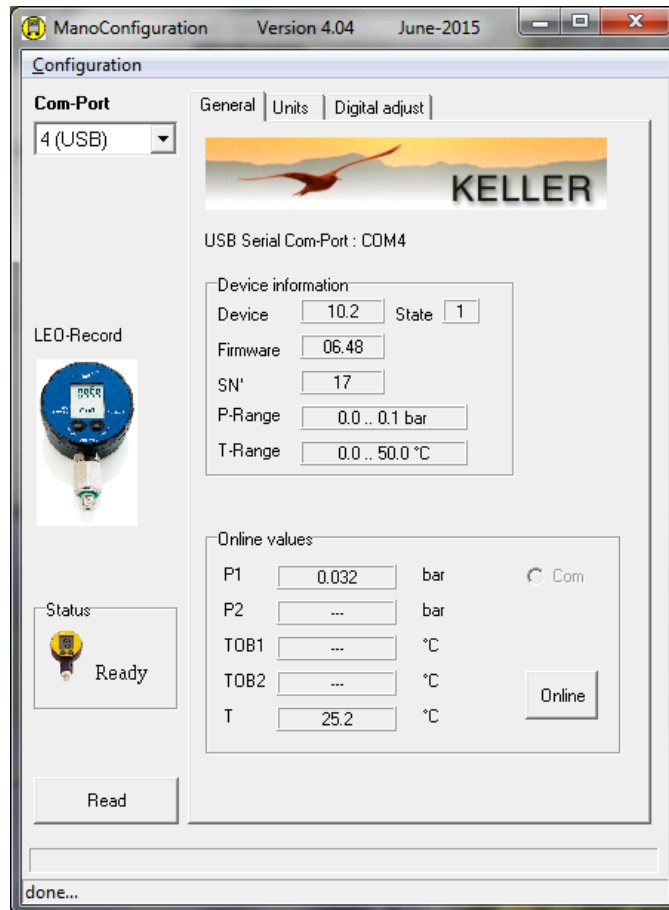 ManoConfiguration Version 4.04 June-2015
Configuration
Com-Port
4 (USB)
General Units Digital adjust
KELLER
USB Serial Com-Port : COM4
Device information
Device 10.2 State 1
Firmware 06.48
SN' 17
P-Range 0.0 .. 0.1 bar
T-Range 0.0 .. 50.0 °C
LEO-Record
Online values
P1 0.032 bar Com
P2 --- bar
TOB1 --- °C
TOB2 --- °C
T 25.2 °C
Online
Status
Ready
Read
done...